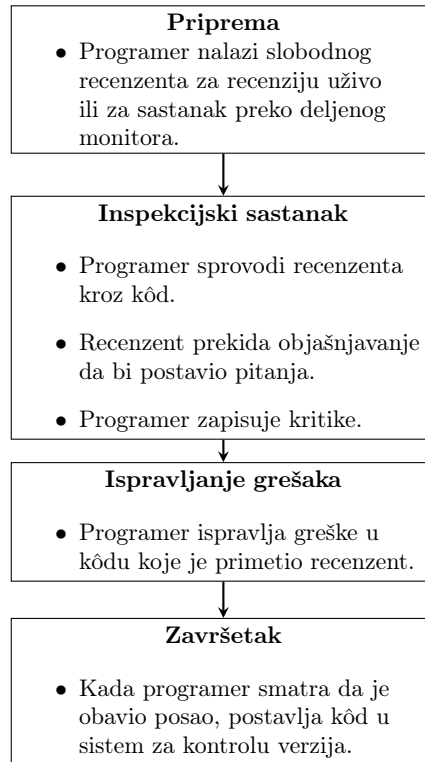 Priprema
• Programer nalazi slobodnog
recenzenta za recenziju uživo
ili za sastanak preko deljenog
monitora.
Inspekcijski sastanak
• Programer sprovodi recenzenta
kroz kôd.
• Recenzent prekida objašnjavanje
da bi postavio pitanja.
• Programer zapisuje kritike.
Ispravljanje grešaka
• Programer ispravlja greške u
kôdu koje je primetio recenzent.
Završetak
• Kada programer smatra da je
obavio posao, postavlja kôd u
sistem za kontrolu verzija.